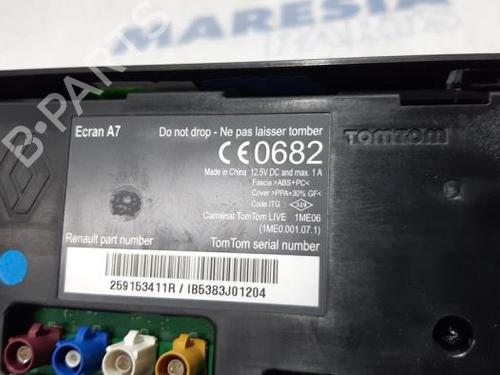 MARESIA
PARTS
Ecran A7
Do not drop - Ne pas laisser tomber
CE0682
TOMTOM
Made in China 12.5V DC and max. 1 A
Fascia >ABS+PC<
Cover >PPA+30% GF<
Code ITG :
Carminat TomTom LIVE 1ME06
(1ME0.001.07.1)
Renault part number
TomTom serial number
259153411R / IB5383J01204
B-PARTS